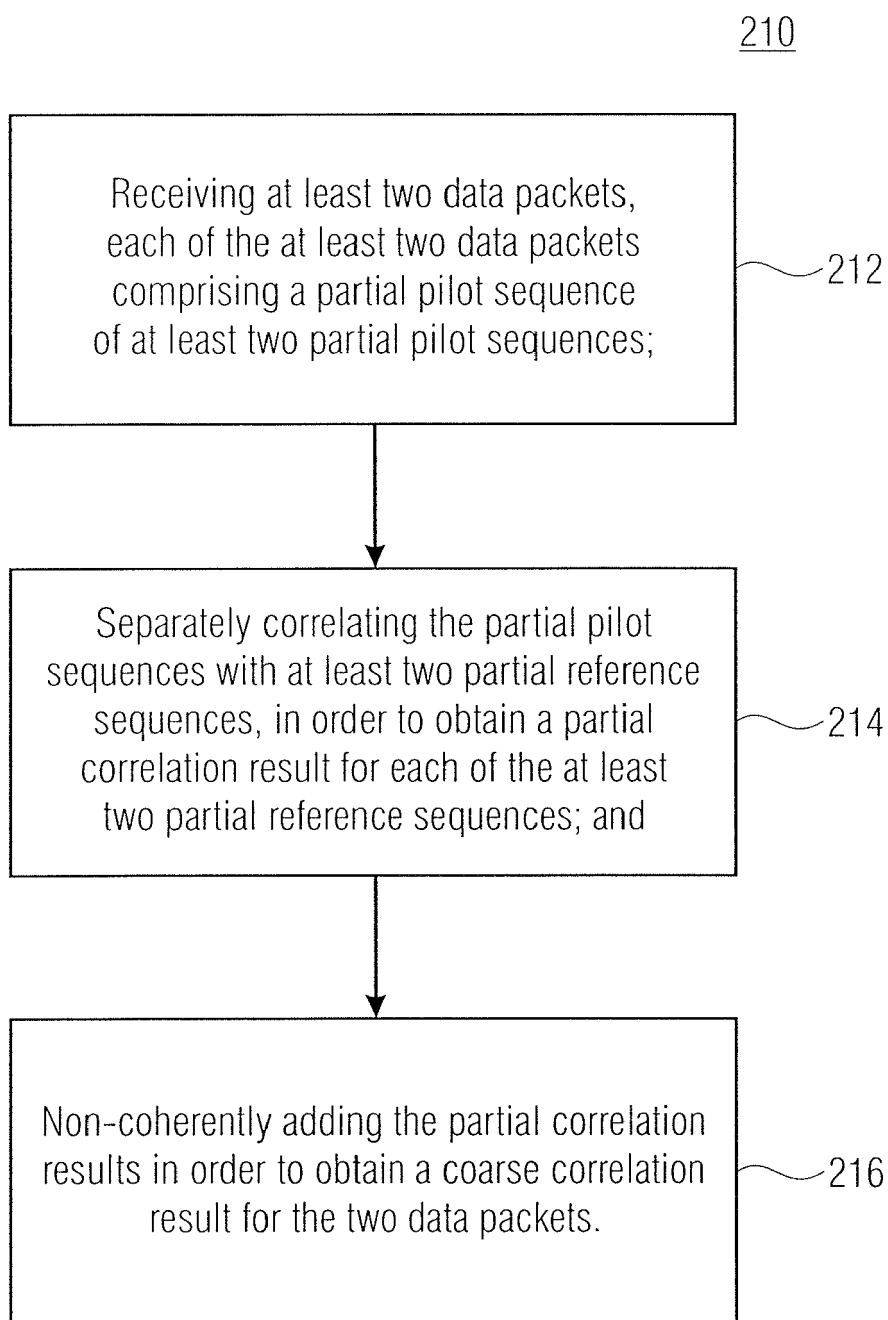 210
Receiving at least two data packets,
each of the at least two data packets
comprising a partial pilot sequence
of at least two partial pilot sequences;
212
Separately correlating the partial pilot
sequences with at least two partial reference
sequences, in order to obtain a partial
correlation result for each of the at least
two partial reference sequences; and
214
Non-coherently adding the partial correlation
results in order to obtain a coarse correlation
result for the two data packets.
216